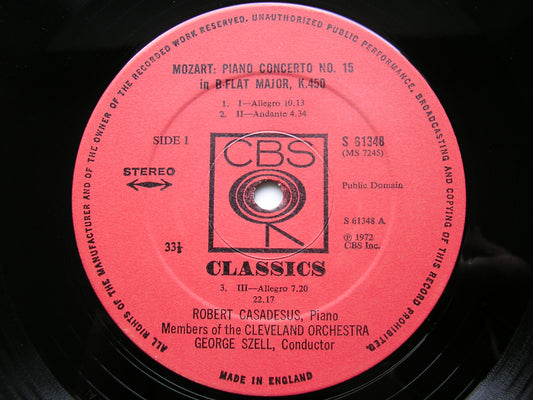 ALL RIGHTS OF THE MANUFACTURER AND OF THE OWNER OF THE RECORDED WORK RESERVED. UNAUTHORIZED PUBLIC PERFORMANCE, BROADCASTING AND COPYING OF THIS RECORD PROHIBITED.
MOZART: PIANO CONCERTO NO. 15
in B-FLAT MAJOR, K.450
1. I—Allegro 10.13
2. II—Andante 4.34
SIDE 1
S 61348
(MS 7245)
CBS
STEREO
Public Domain
S 61348 A
℗ 1972
CBS Inc.
33⅓
CLASSICS
3. III—Allegro 7.20
22.17
ROBERT CASADESUS, Piano
Members of the CLEVELAND ORCHESTRA
GEORGE SZELL, Conductor
MADE IN ENGLAND